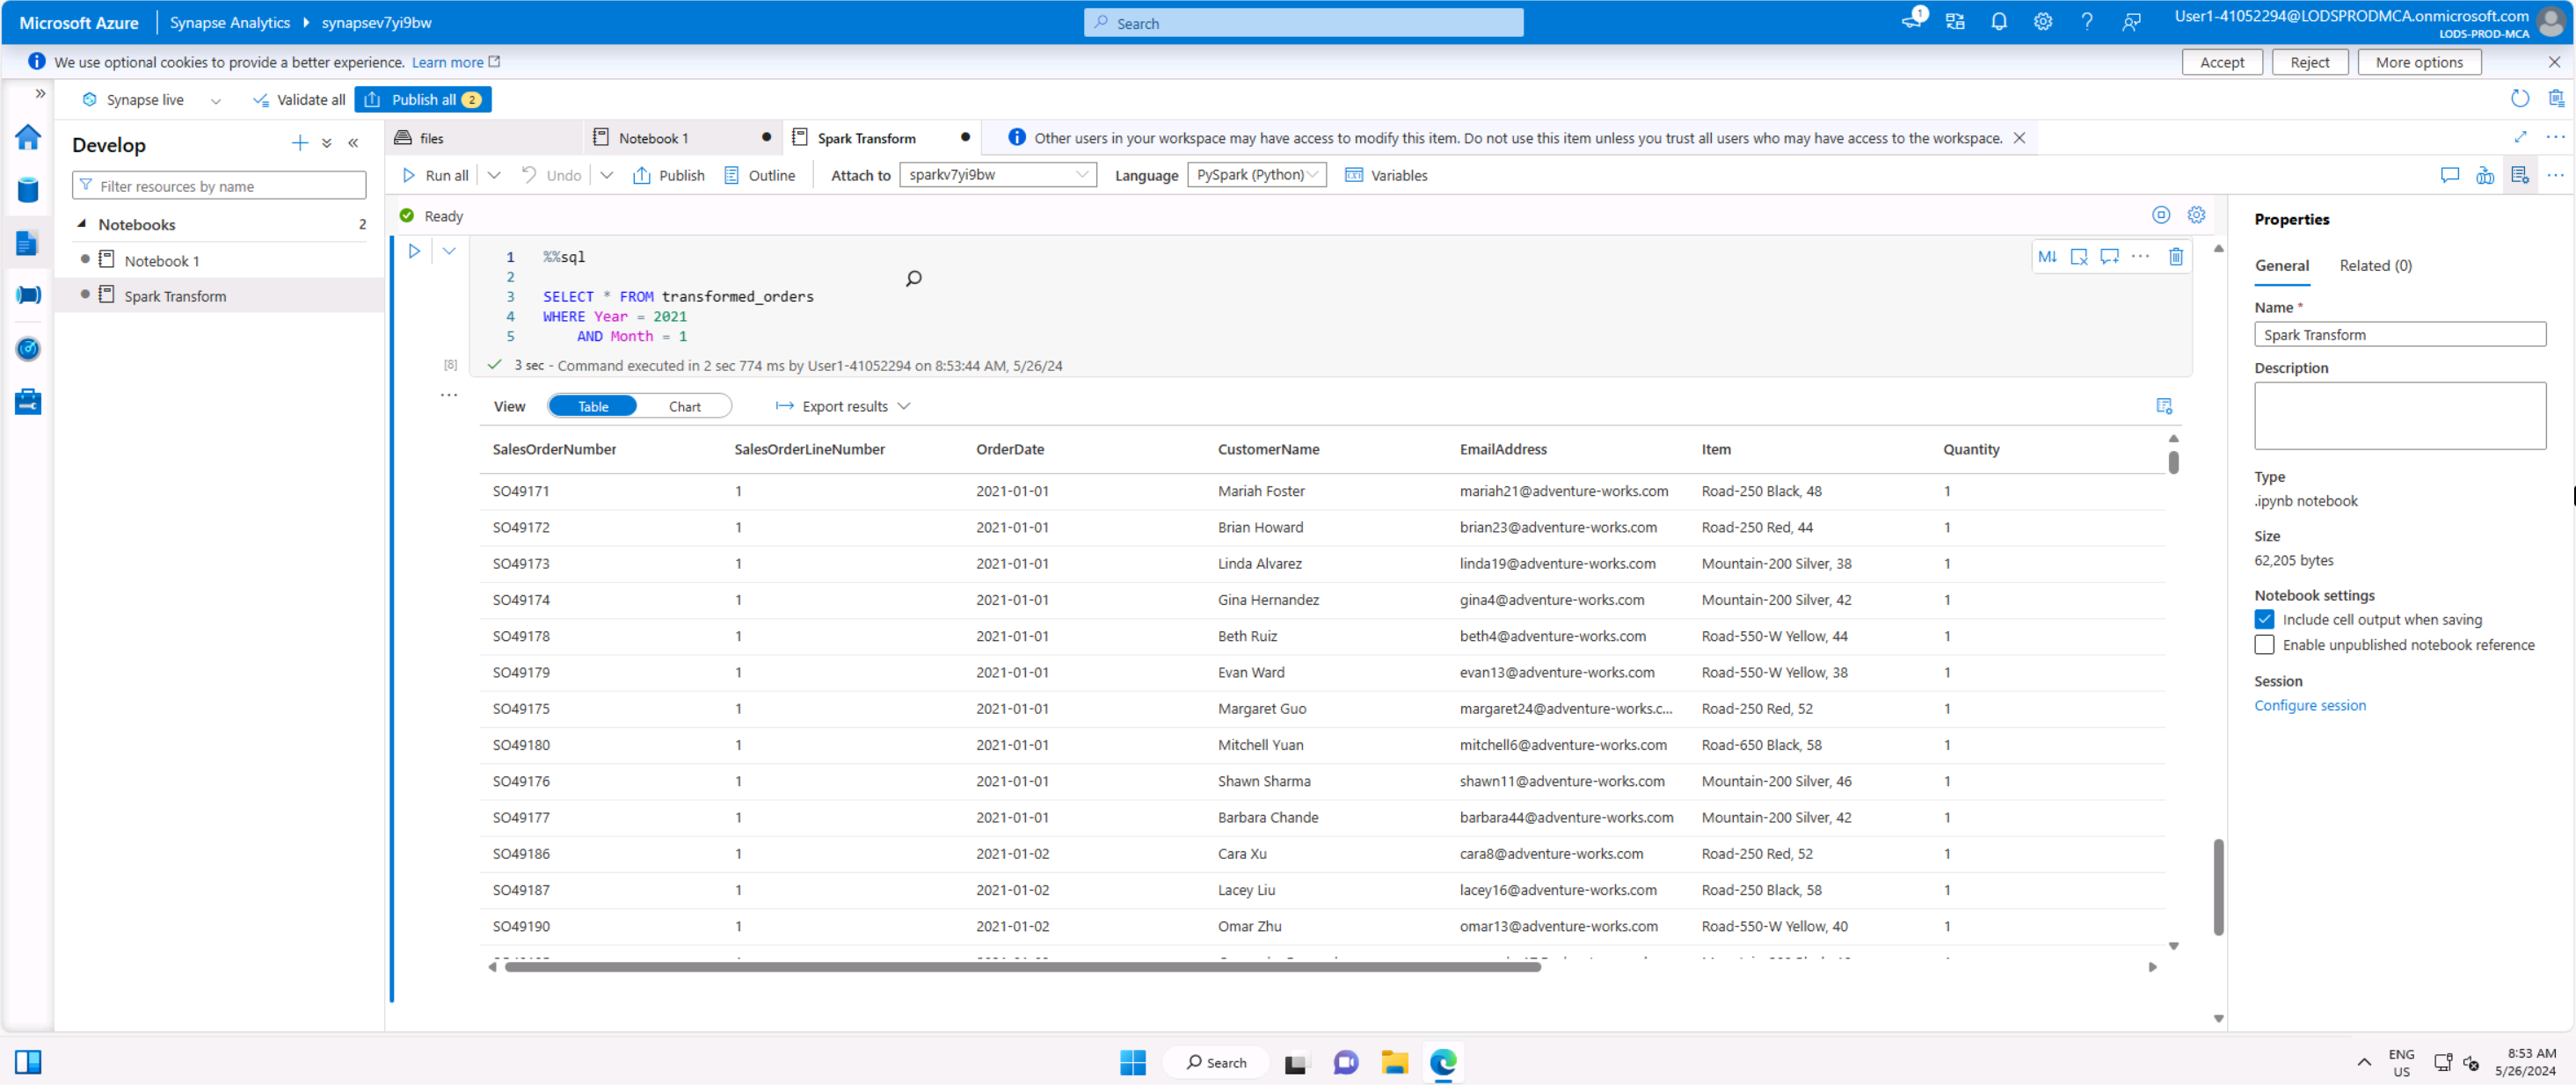 Microsoft Azure Synapse Analytics synapsev7yi9bw Search 1 User1-41052294@LODSPRODMCA.onmicrosoft.com
LODS-PROD-MCA
We use optional cookies to provide a better experience. Learn more Accept Reject More options
Synapse live Validate all Publish all 2
Develop
files Notebook 1 Spark Transform Other users in your workspace may have access to modify this item. Do not use this item unless you trust all users who may have access to the workspace.
Filter resources by name
Run all Undo Publish Outline Attach to sparkv7yi9bw Language PySpark (Python) Variables
Notebooks 2
Notebook 1
Spark Transform
Ready
1 %%sql
2
3 SELECT * FROM transformed_orders
4 WHERE Year = 2021
5 AND Month = 1
[8] 3 sec - Command executed in 2 sec 774 ms by User1-41052294 on 8:53:44 AM, 5/26/24
View Table Chart Export results
SalesOrderNumber SalesOrderLineNumber OrderDate CustomerName EmailAddress Item Quantity
SO49171 1 2021-01-01 Mariah Foster mariah21@adventure-works.com Road-250 Black, 48 1
SO49172 1 2021-01-01 Brian Howard brian23@adventure-works.com Road-250 Red, 44 1
SO49173 1 2021-01-01 Linda Alvarez linda19@adventure-works.com Mountain-200 Silver, 38 1
SO49174 1 2021-01-01 Gina Hernandez gina4@adventure-works.com Mountain-200 Silver, 42 1
SO49178 1 2021-01-01 Beth Ruiz beth4@adventure-works.com Road-550-W Yellow, 44 1
SO49179 1 2021-01-01 Evan Ward evan13@adventure-works.com Road-550-W Yellow, 38 1
SO49175 1 2021-01-01 Margaret Guo margaret24@adventure-works.c... Road-250 Red, 52 1
SO49180 1 2021-01-01 Mitchell Yuan mitchell6@adventure-works.com Road-650 Black, 58 1
SO49176 1 2021-01-01 Shawn Sharma shawn11@adventure-works.com Mountain-200 Silver, 46 1
SO49177 1 2021-01-01 Barbara Chande barbara44@adventure-works.com Mountain-200 Silver, 42 1
SO49186 1 2021-01-02 Cara Xu cara8@adventure-works.com Road-250 Red, 52 1
SO49187 1 2021-01-02 Lacey Liu lacey16@adventure-works.com Road-250 Black, 58 1
SO49190 1 2021-01-02 Omar Zhu omar13@adventure-works.com Road-550-W Yellow, 40 1
Properties
General Related (0)
Name *
Spark Transform
Description
Type
.ipynb notebook
Size
62,205 bytes
Notebook settings
Include cell output when saving
Enable unpublished notebook reference
Session
Configure session
Search
ENG
US
8:53 AM
5/26/2024